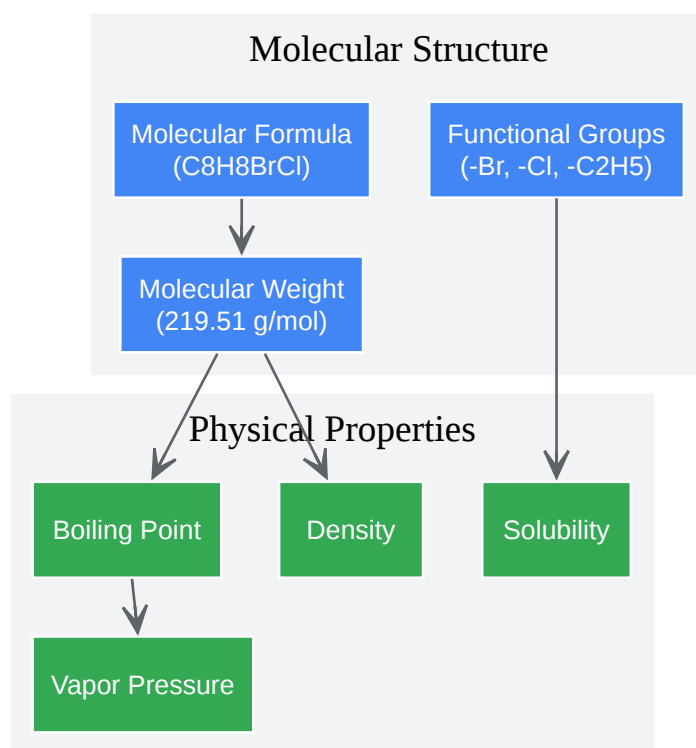 Molecular Structure
Molecular Formula
(C8H8BrCl)
Functional Groups
(-Br, -Cl, -C2H5)
Molecular Weight
(219.51 g/mol)
Physical Properties
Boiling Point
Density
Solubility
Vapor Pressure